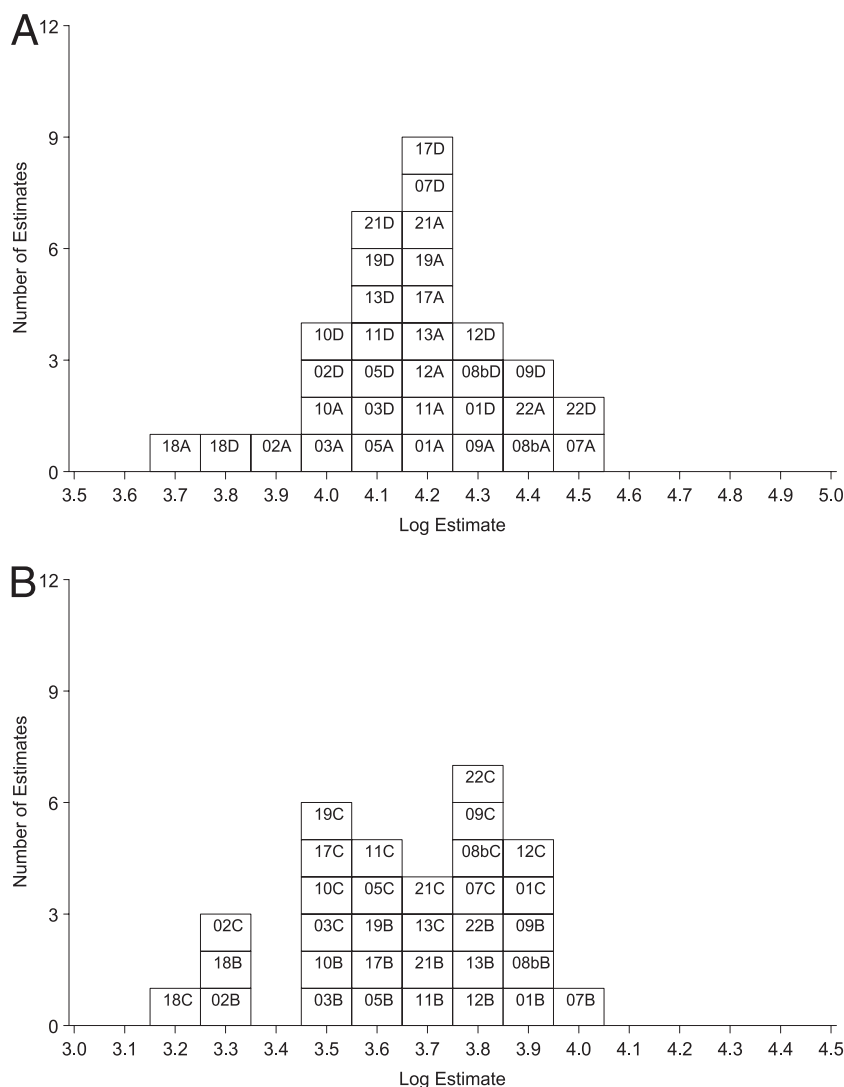 A
12
17D
9
07D
21D 21A
19D 19A
6
13D 17A
10D 11D 13A 12D
02D 05D 12A 08bD 09D
3
10A 03D 11A 01D 22A 22D
18A 18D 02A 03A 05A 01A 09A 08bA 07A
0
Number of Estimates
3.5 3.6 3.7 3.8 3.9 4.0 4.1 4.2 4.3 4.4 4.5 4.6 4.7 4.8 4.9 5.0
Log Estimate
B
12
9
22C
6
19C 09C
17C 11C 08bC 12C
10C 05C 21C 07C 01C
3
02C 03C 19B 13C 22B 09B
18B 10B 17B 21B 13B 08bB
18C 02B 03B 05B 11B 12B 01B 07B
0
Number of Estimates
3.0 3.1 3.2 3.3 3.4 3.5 3.6 3.7 3.8 3.9 4.0 4.1 4.2 4.3 4.4 4.5
Log Estimate